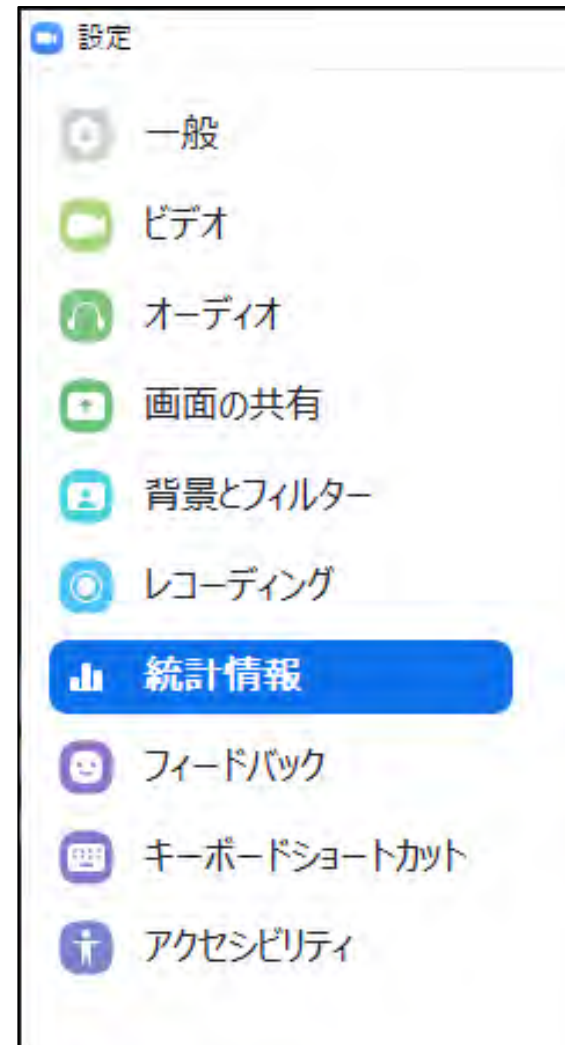 設定
一般
ビデオ
オーディオ
画面の共有
背景とフィルター
レコーディング
統計情報
フィードバック
キーボードショートカット
アクセシビリティ